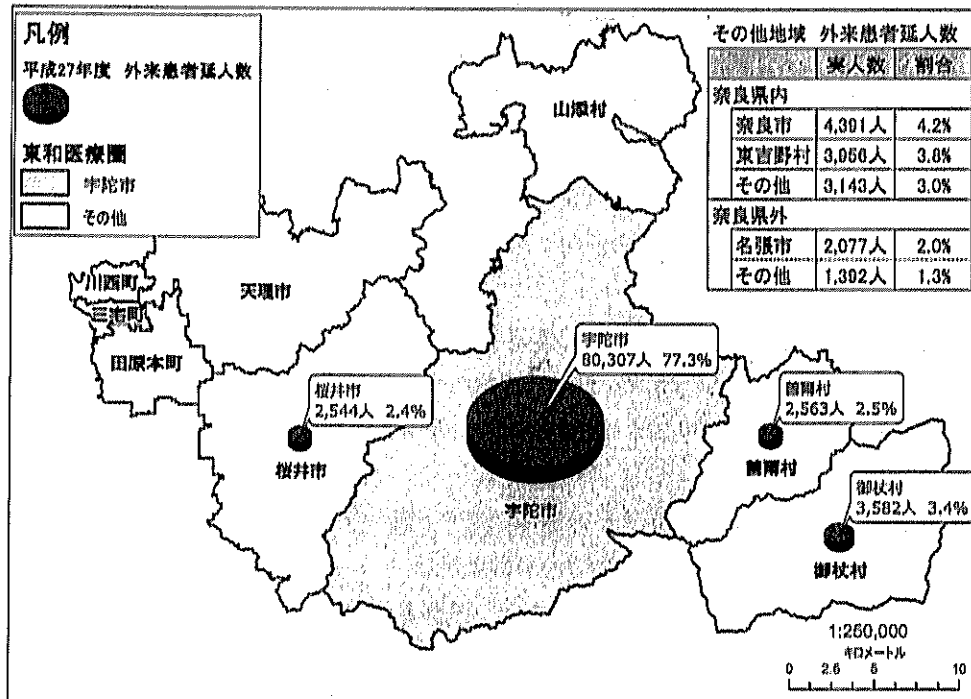 凡例
平成27年度 外来患者延人数
東和医療圏
宇陀市
その他
その他地域 外来患者延人数
実人数 割合
奈良県内
奈良市 4,391人 4.2%
東吉野村 3,956人 3.8%
その他 3,143人 3.0%
奈良県外
名張市 2,077人 2.0%
その他 1,392人 1.3%
山添村
川西町
三宅町
田原本町
天理市
宇陀市
80,307人 77.3%
桜井市
2,544人 2.4%
曽爾村
2,563人 2.5%
桜井市
曽爾村
御杖村
3,582人 3.4%
宇陀市
御杖村
1:250,000
キロメートル
0 2.5 5 10